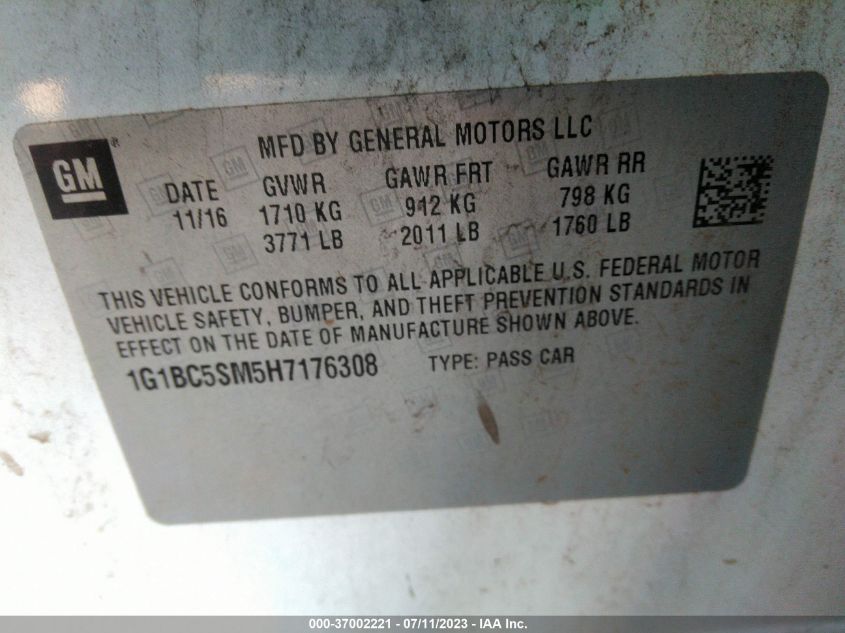 MFD BY GENERAL MOTORS LLC
GM®
DATE GVWR GAWR FRT GAWR RR
11/16 1710 KG 912 KG 798 KG
3771 LB 2011 LB 1760 LB
THIS VEHICLE CONFORMS TO ALL APPLICABLE U.S. FEDERAL MOTOR
VEHICLE SAFETY, BUMPER, AND THEFT PREVENTION STANDARDS IN
EFFECT ON THE DATE OF MANUFACTURE SHOWN ABOVE.
1G1BC5SM5H7176308 TYPE: PASS CAR
000-37002221 - 07/11/2023 - IAA Inc.